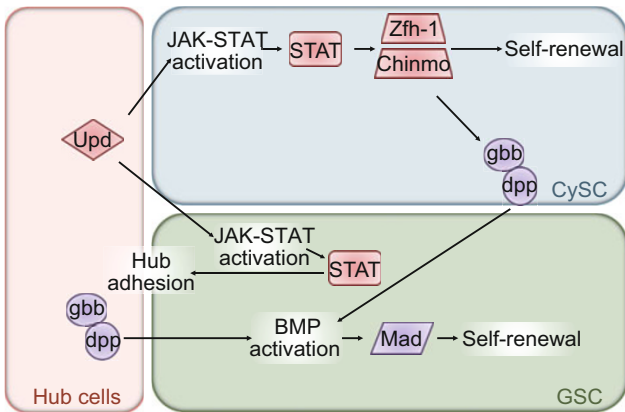 JAK-STAT
activation
STAT
Zfh-1
Chinmo
Self-renewal
Upd
gbb
dpp
CySC
JAK-STAT
activation
STAT
Hub
adhesion
gbb
dpp
BMP
activation
Mad
Self-renewal
Hub cells
GSC